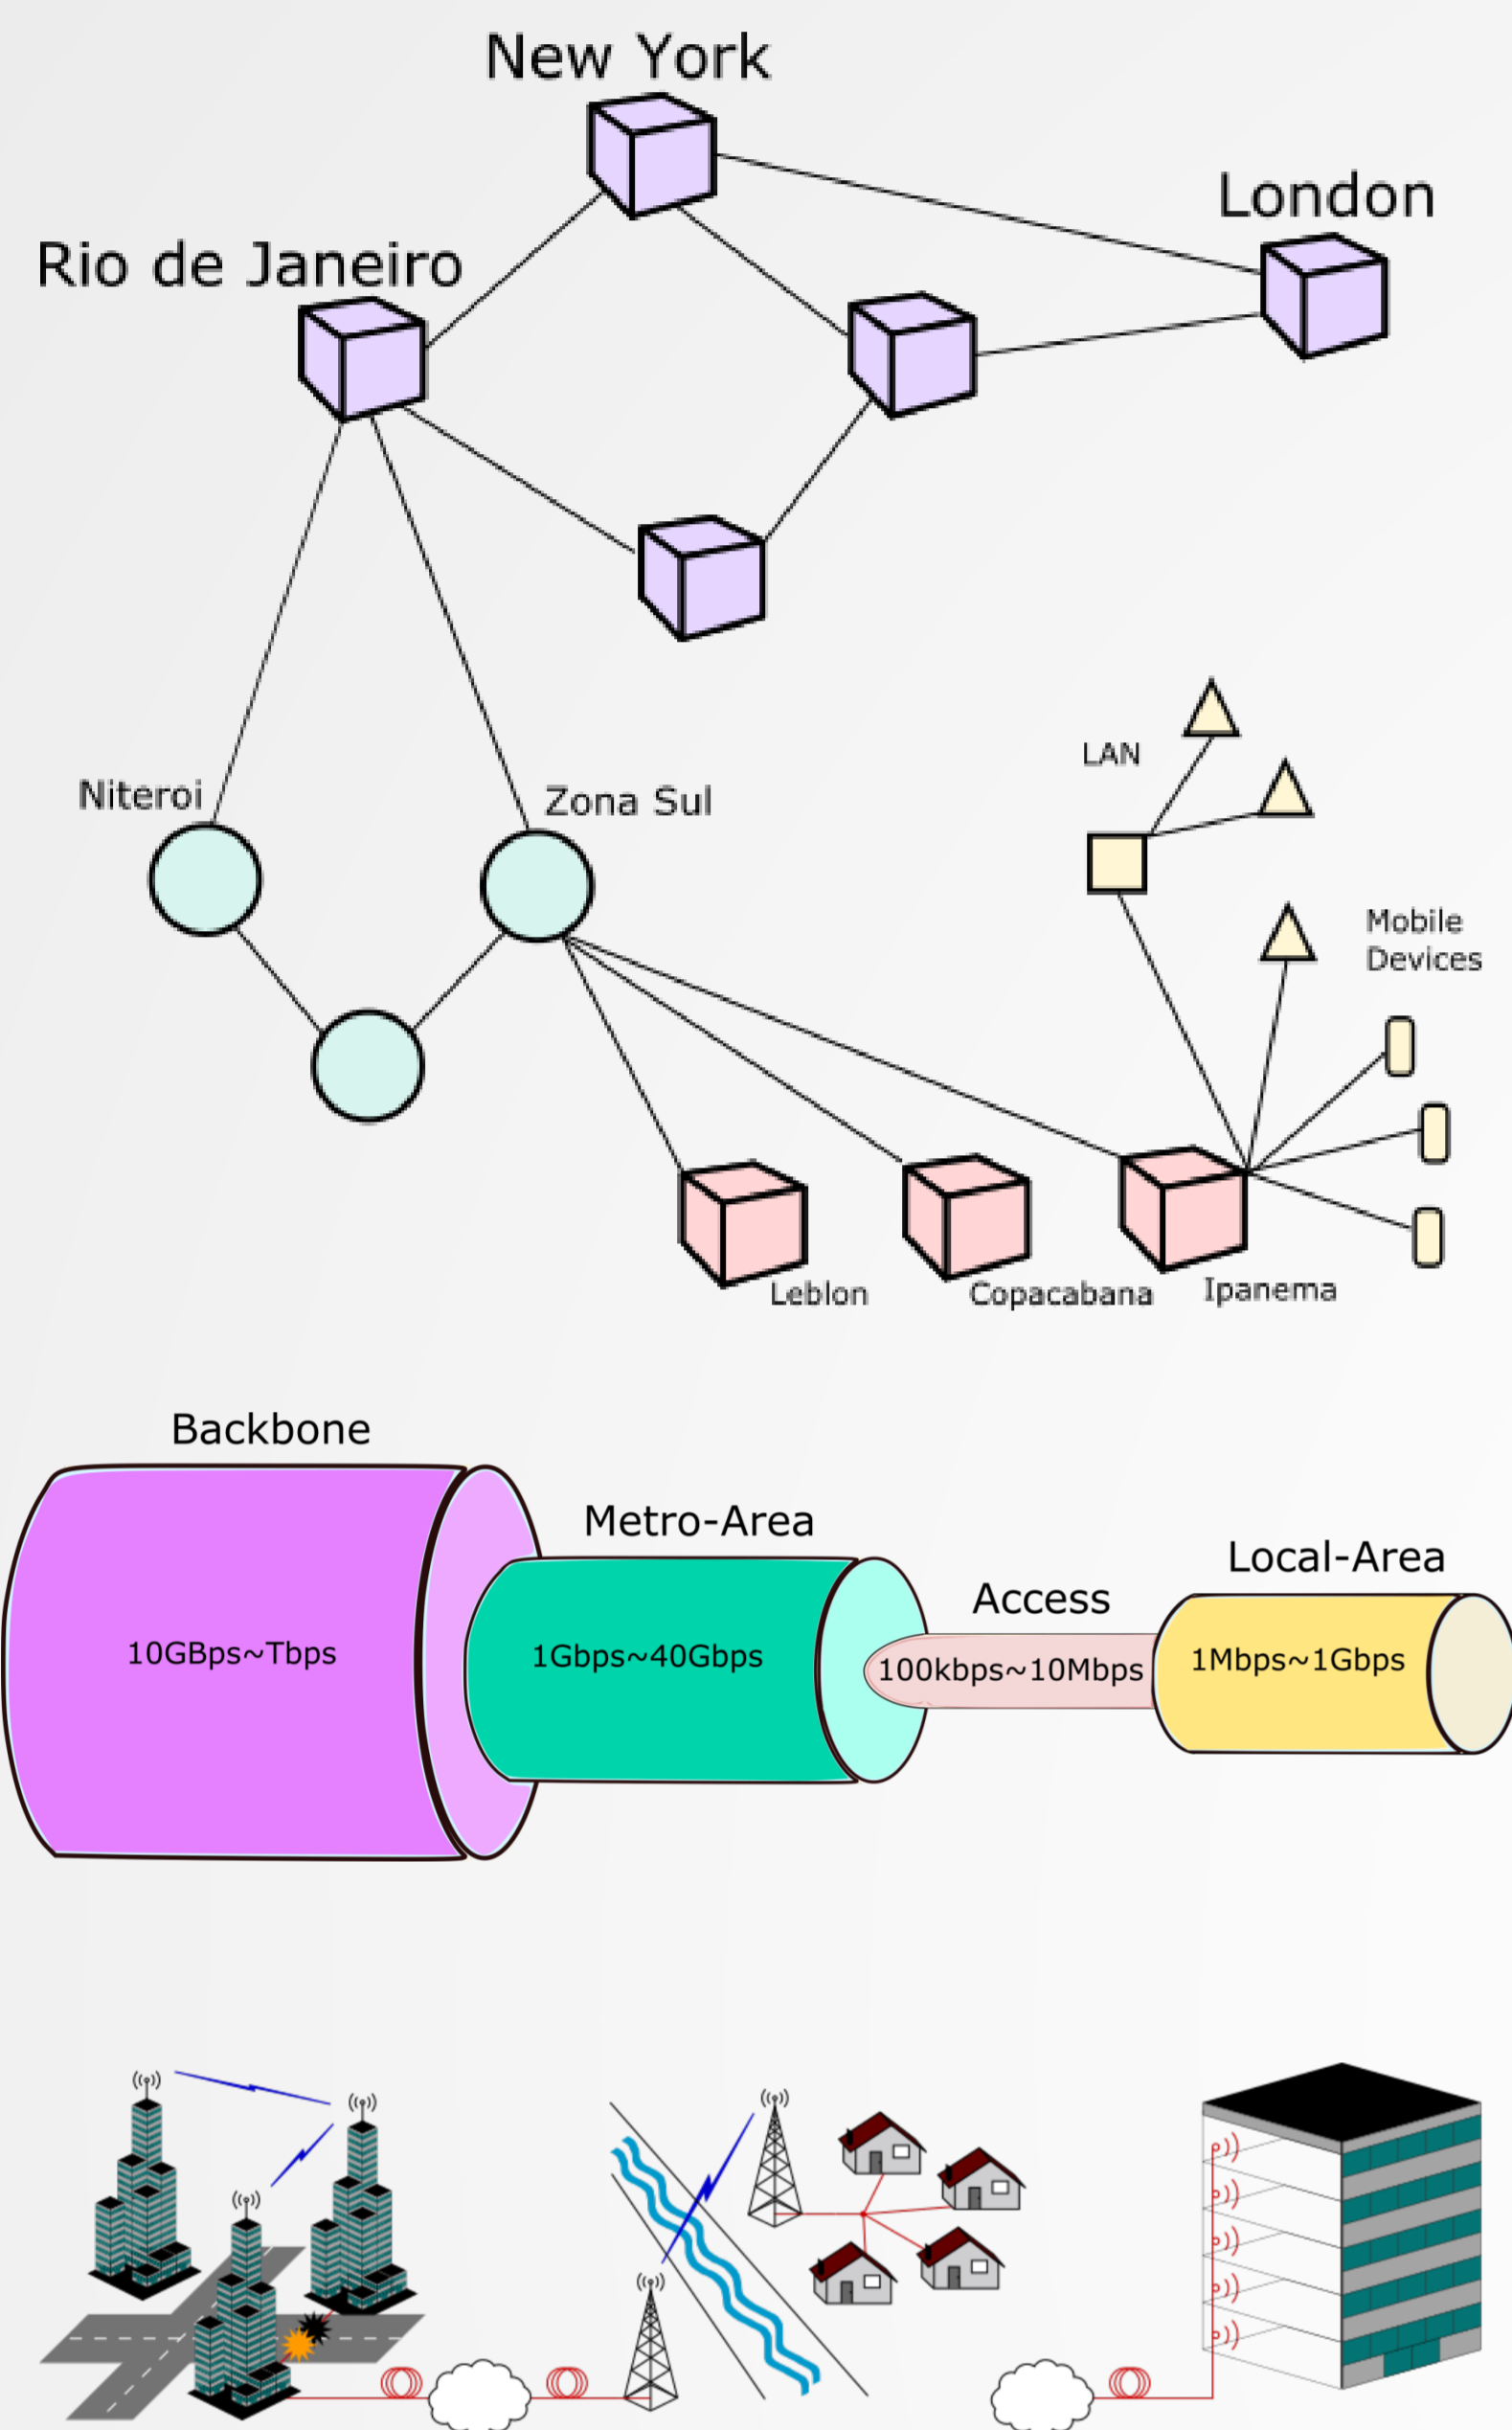 New York
London
Rio de Janeiro
LAN
Niteroi
Zona Sul
Mobile
Devices
Leblon
Copacabana
Ipanema
Backbone
Metro-Area
Local-Area
Access
10GBps~Tbps
1Gbps~40Gbps
100kbps~10Mbps
1Mbps~1Gbps